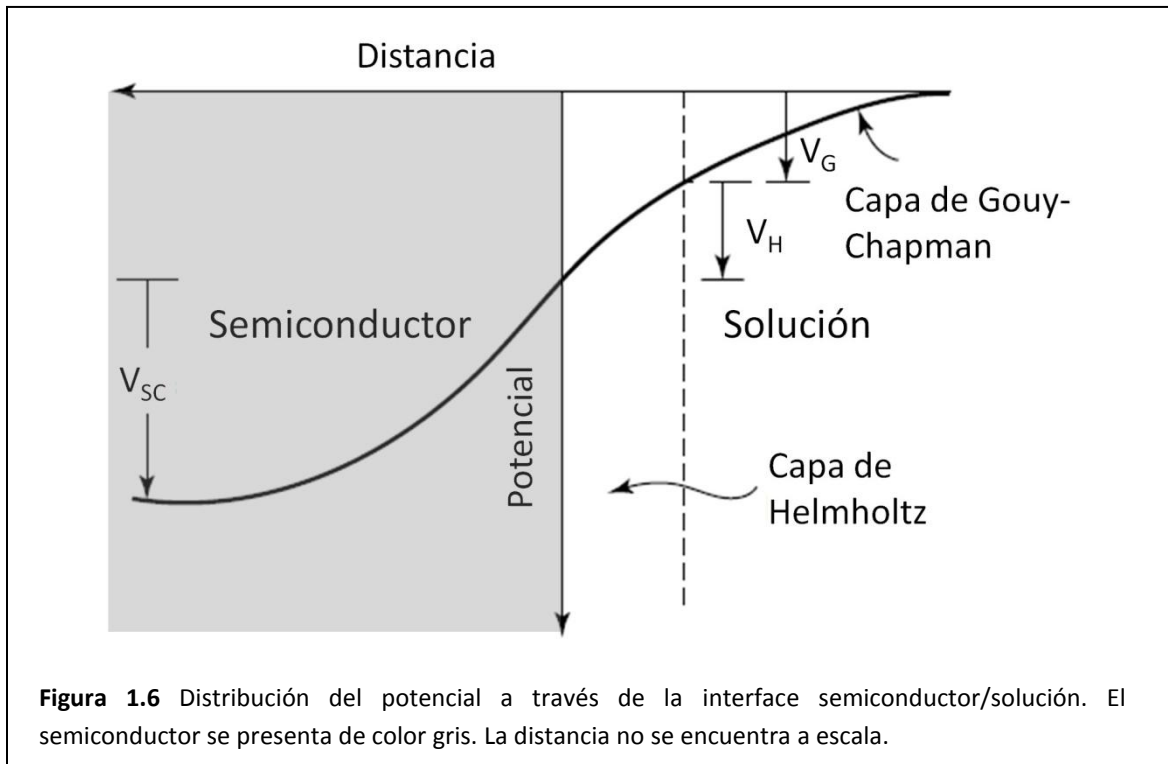 Distancia
V_G
Capa de Gouy-
Chapman
V_H
Semiconductor
Solución
V_SC
Potencial
Capa de
Helmholtz
Figura 1.6 Distribución del potencial a través de la interface semiconductor/solución. El
semiconductor se presenta de color gris. La distancia no se encuentra a escala.